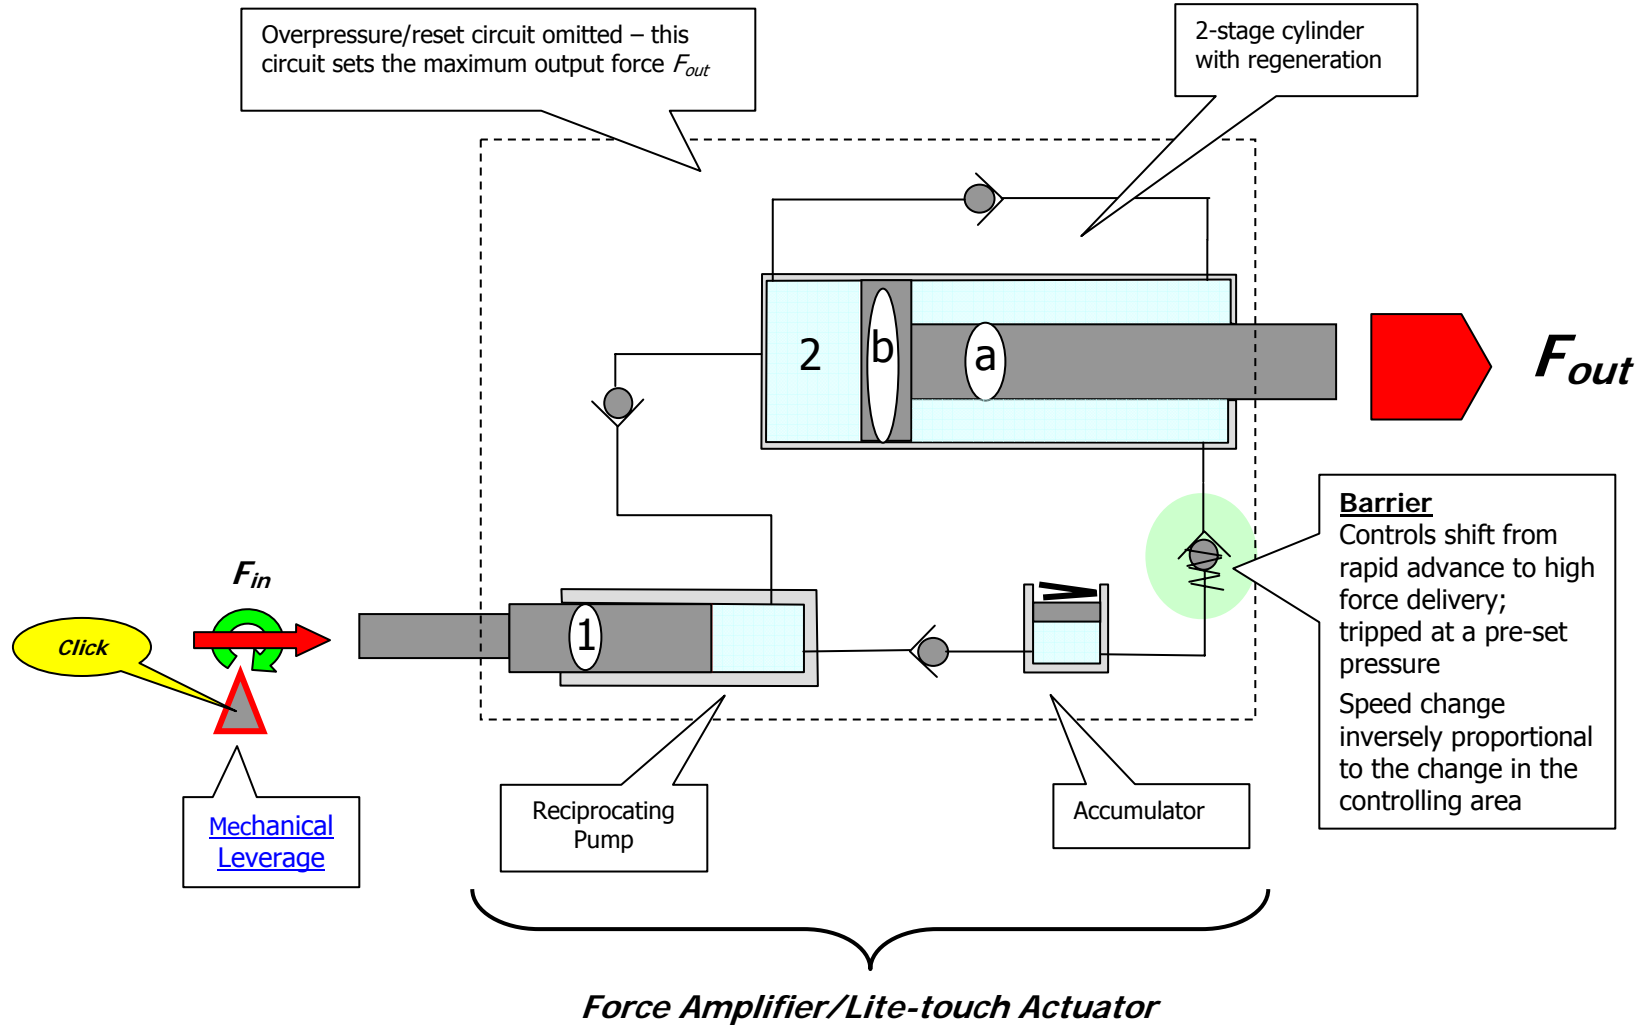 Overpressure/reset circuit omitted – this
circuit sets the maximum output force Fout
2-stage cylinder
with regeneration
2
b
a
Fout
Barrier
Controls shift from
rapid advance to high
force delivery;
tripped at a pre-set
pressure
Speed change
inversely proportional
to the change in the
controlling area
Fin
Click
1
Mechanical
Leverage
Reciprocating
Pump
Accumulator
Force Amplifier/Lite-touch Actuator